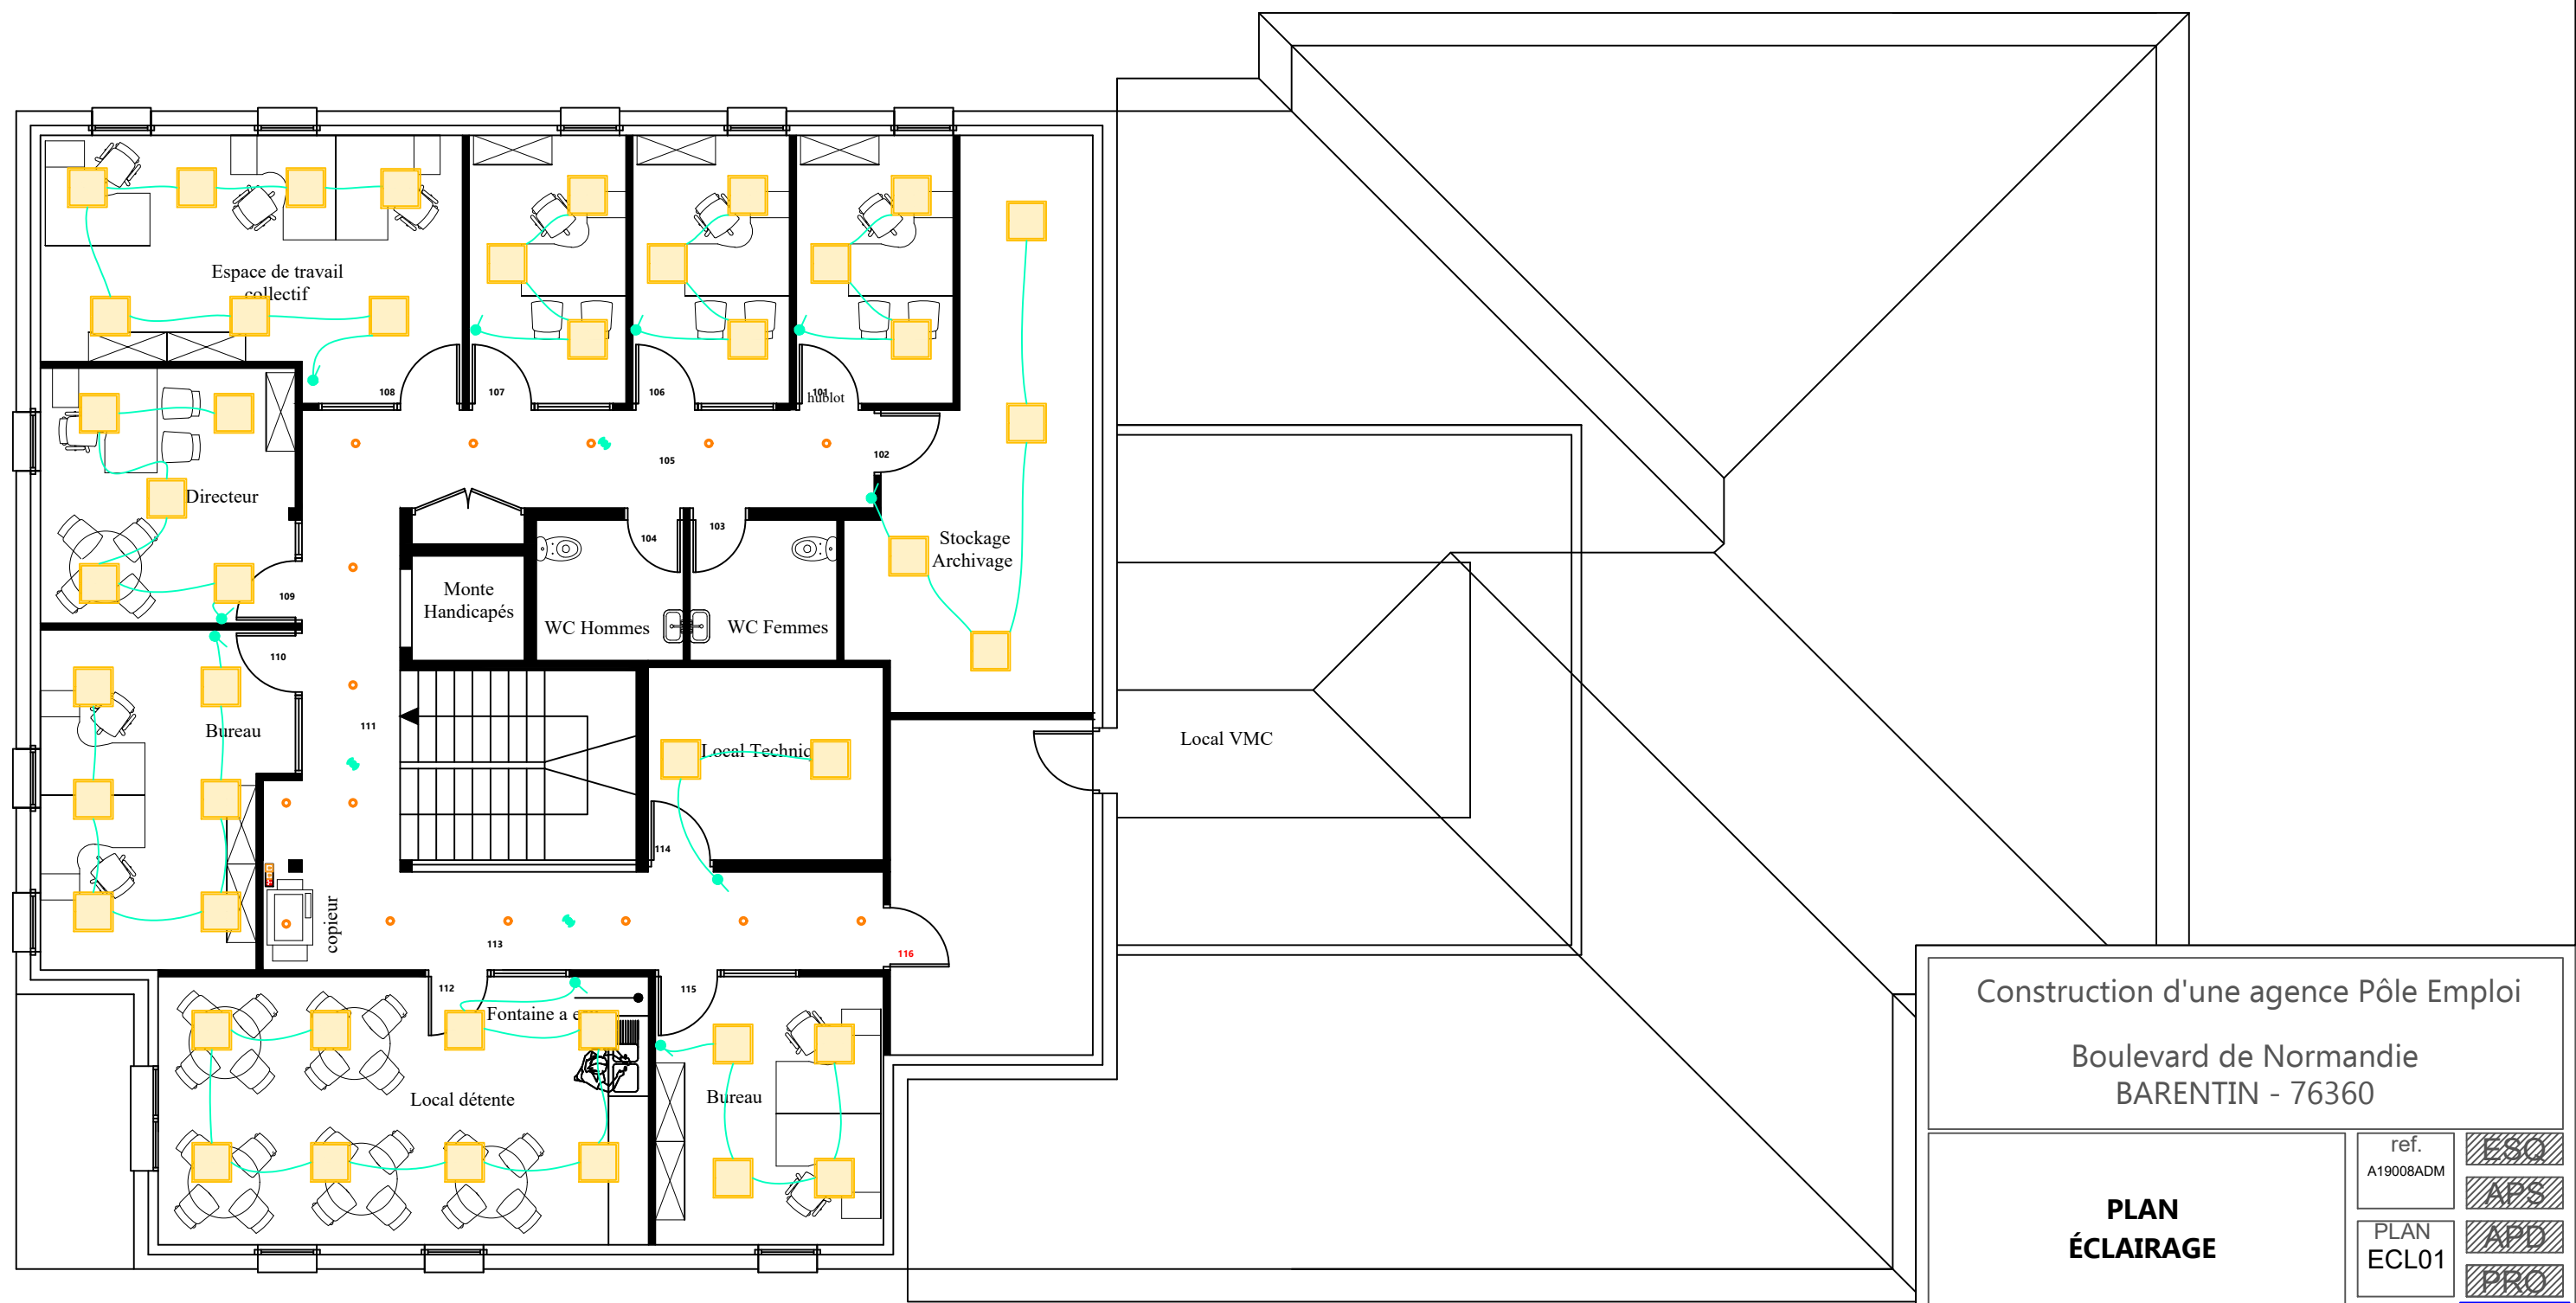 Espace de travail
collectif
108
107
106
101
hublot
105
102
Directeur
104
103
Stockage
Archivage
Monte
Handicapés
109
WC Hommes
WC Femmes
110
111
Bureau
Local Technic
Local VMC
114
copieur
113
116
112
115
Fontaine a e
Local détente
Bureau
Construction d'une agence Pôle Emploi
Boulevard de Normandie
BARENTIN - 76360
PLAN
ÉCLAIRAGE
ref.
A19008ADM
PLAN
ECL01
ESQ
APS
APD
PRO